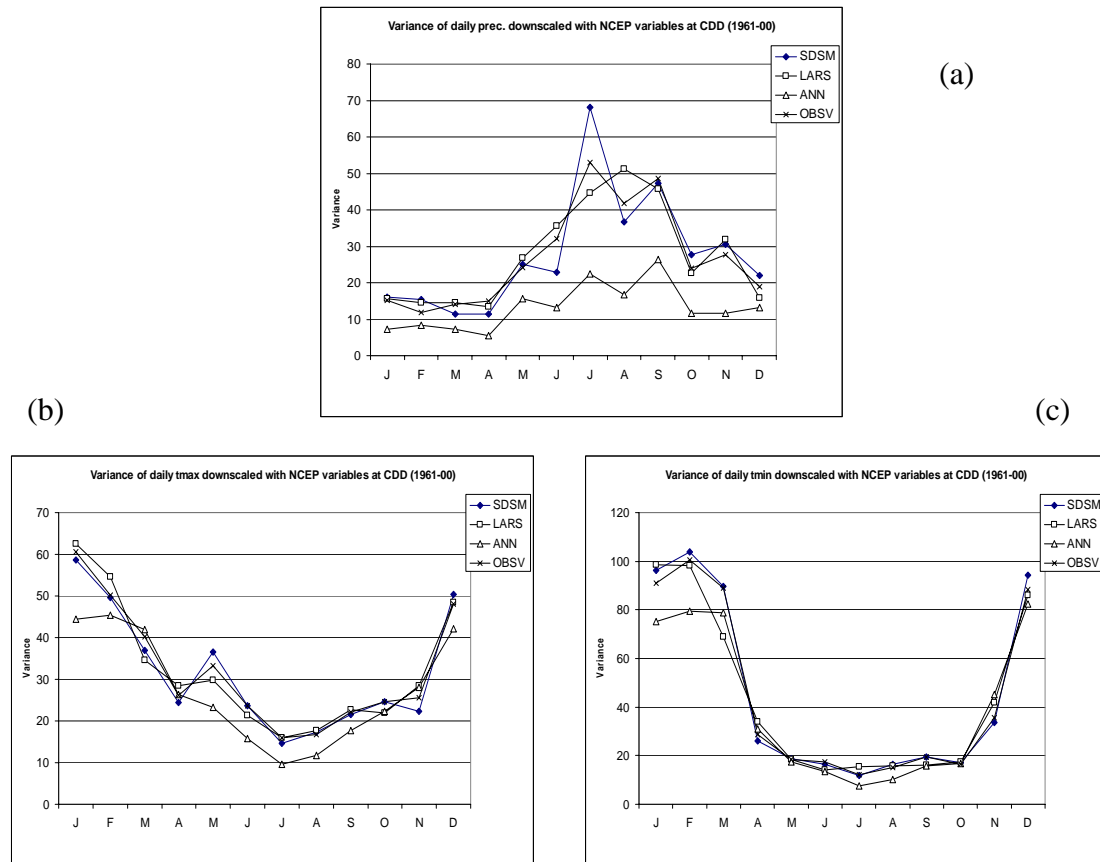 Variance of daily prec. downscaled with NCEP variables at CDD (1961-00)
SDSM
LARS
ANN
OBSV
(a)
Variance
80
70
60
50
40
30
20
10
0
J F M A M J J A S O N D
(b)
(c)
Variance of daily tmax downscaled with NCEP variables at CDD (1961-00)
SDSM
LARS
ANN
OBSV
Variance
70
60
50
40
30
20
10
0
J F M A M J J A S O N D
Variance of daily tmin downscaled with NCEP variables at CDD (1961-00)
SDSM
LARS
ANN
OBSV
Variance
120
100
80
60
40
20
0
J F M A M J J A S O N D